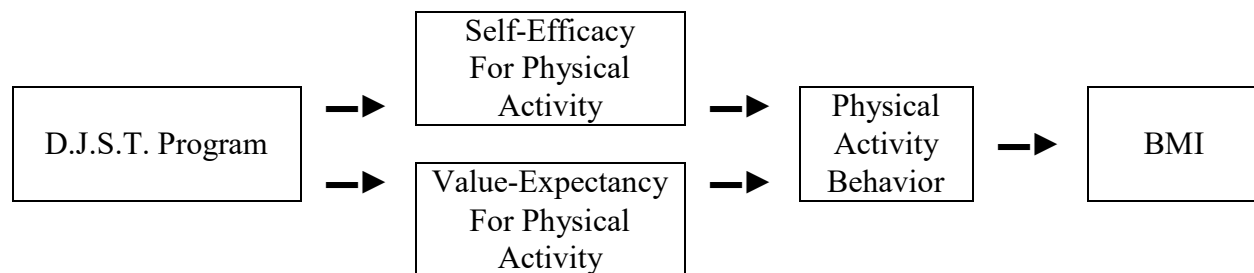 D.J.S.T. Program
Self-Efficacy
For Physical
Activity
Value-Expectancy
For Physical
Activity
Physical
Activity
Behavior
BMI